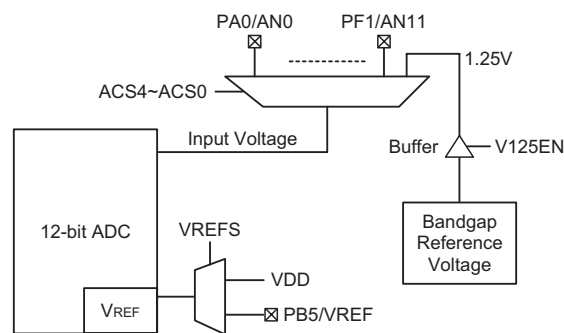 PA0/AN0
PF1/AN11
1.25V
ACS4~ACS0
Input Voltage
Buffer
V125EN
12-bit ADC
Bandgap
Reference
Voltage
VREFS
VDD
VREF
PB5/VREF